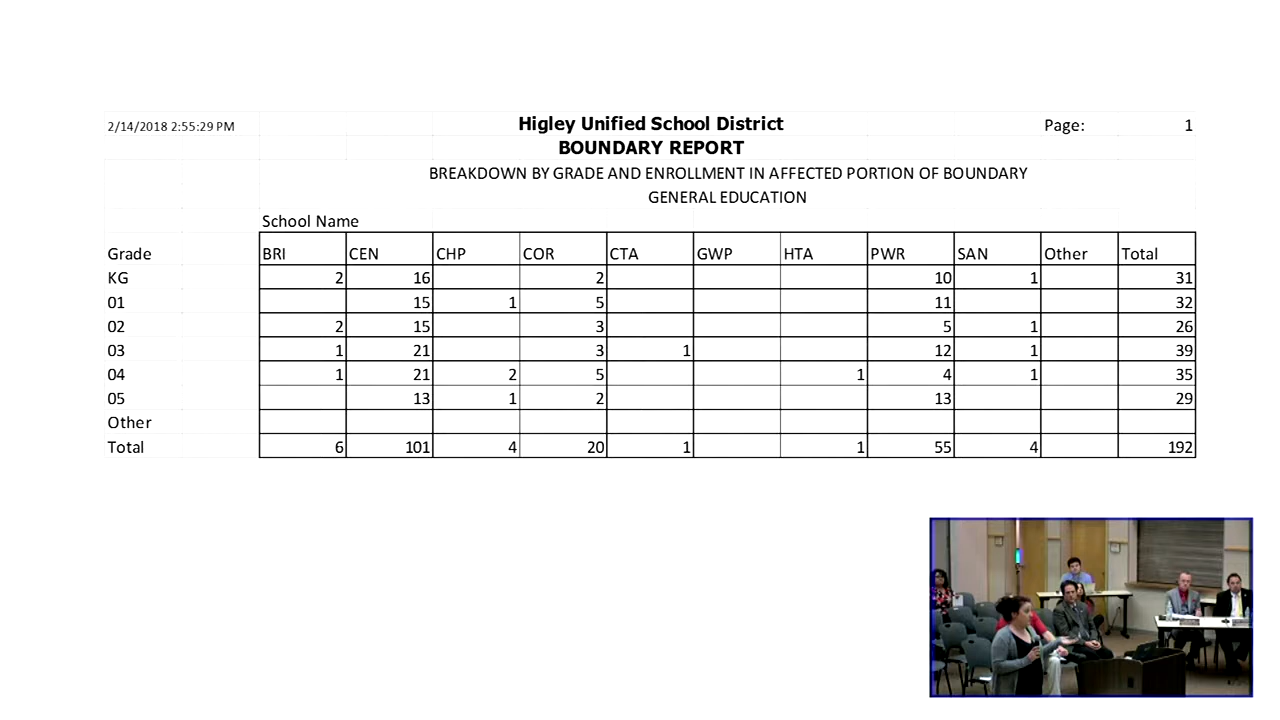 2/14/2018 2:55:29 PM Higley Unified School District Page: 1
BOUNDARY REPORT
BREAKDOWN BY GRADE AND ENROLLMENT IN AFFECTED PORTION OF BOUNDARY
GENERAL EDUCATION
School Name
Grade BRI CEN CHP COR CTA GWP HTA PWR SAN Other Total
KG 2 16 2 10 1 31
01 15 1 5 11 32
02 2 15 3 5 1 26
03 1 21 3 1 12 1 39
04 1 21 2 5 1 4 1 35
05 13 1 2 13 29
Other
Total 6 101 4 20 1 1 55 4 192